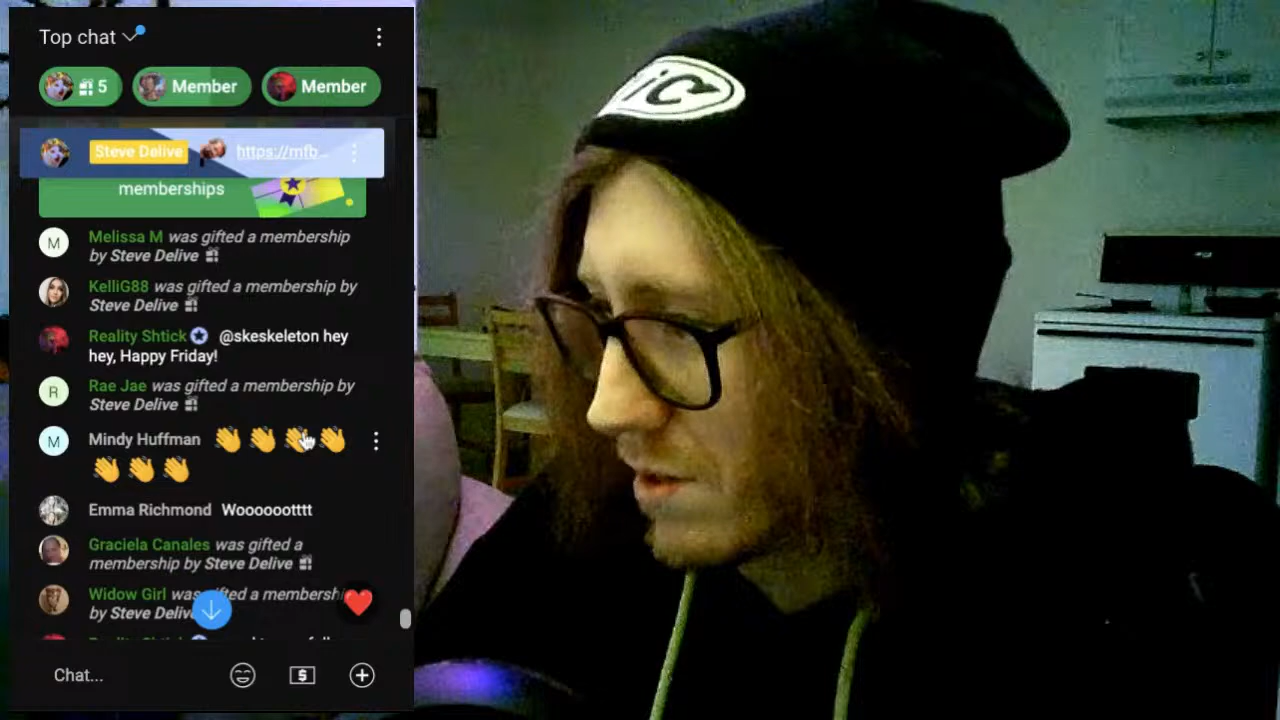 Top chat
5
Member
Member
Steve Delive https://mfb...
memberships
M
Melissa M was gifted a membership
by Steve Delive
KelliG88 was gifted a membership by
Steve Delive
Reality Shtick @skeskeleton hey
hey, Happy Friday!
R
Rae Jae was gifted a membership by
Steve Delive
M
Mindy Huffman
Emma Richmond Wooooootttt
Graciela Canales was gifted a
membership by Steve Delive
Widow Girl was gifted a membership
by Steve Delive
Chat...
$
iC